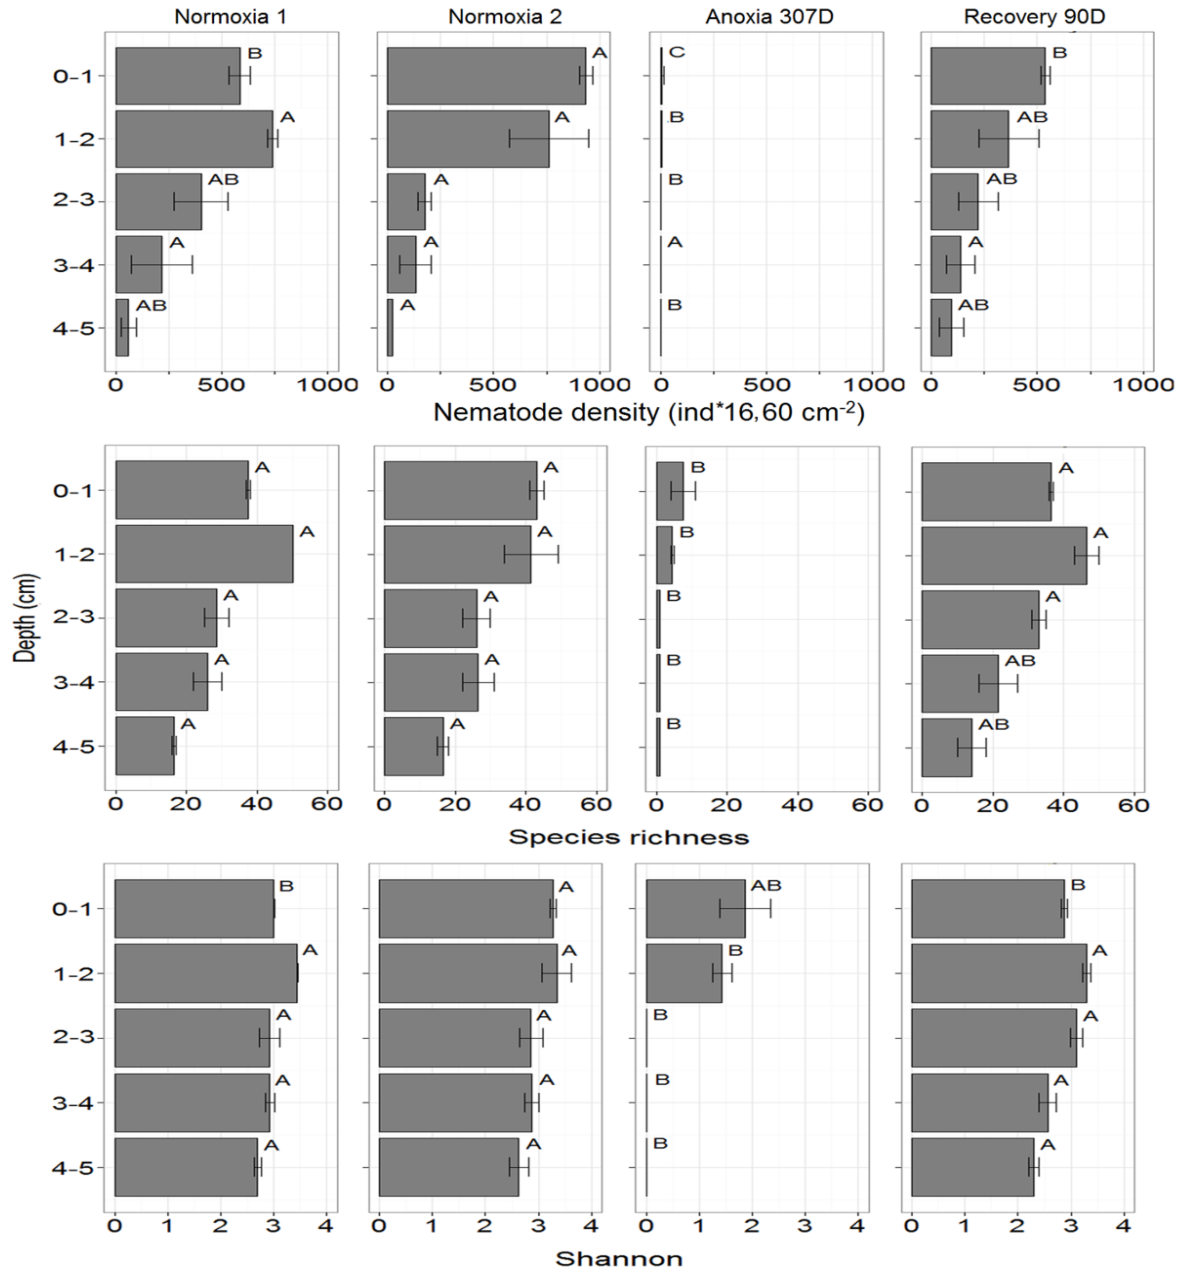 Normoxia 1 Normoxia 2 Anoxia 307D Recovery 90D
0-1 B A C B
1-2 A A B AB
2-3 AB A B AB
3-4 A A A A
4-5 AB A B AB
0 500 1000 0 500 1000 0 500 1000 0 500 1000
Nematode density (ind*16,60 cm-2)
0-1 A A B A
1-2 A A B A
2-3 A A B A
3-4 A A B AB
4-5 A A B AB
Depth (cm)
0 20 40 60 0 20 40 60 0 20 40 60 0 20 40 60
Species richness
0-1 B A AB B
1-2 A A B A
2-3 A A B A
3-4 A A B A
4-5 A A B A
0 1 2 3 4 0 1 2 3 4 0 1 2 3 4 0 1 2 3 4
Shannon